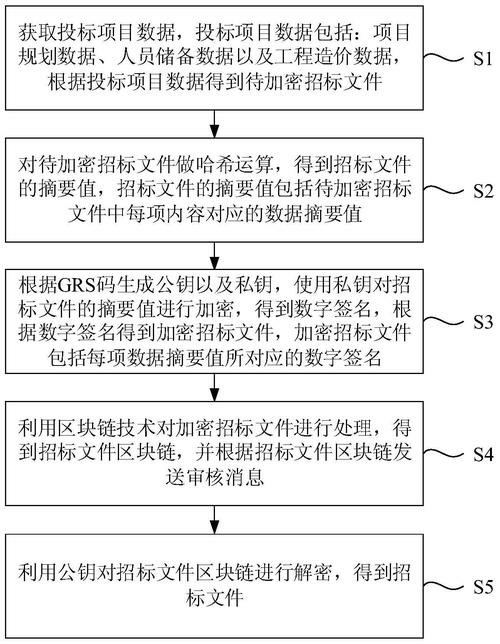 获取投标项目数据，投标项目数据包括：项目
规划数据、人员储备数据以及工程造价数据，
根据投标项目数据得到待加密招标文件
S1
对待加密招标文件做哈希运算，得到招标文件
的摘要值，招标文件的摘要值包括待加密招标
文件中每项内容对应的数据摘要值
S2
根据GRS码生成公钥以及私钥，使用私钥对招
标文件的摘要值进行加密，得到数字签名，根
据数字签名得到加密招标文件，加密招标文件
包括每项数据摘要值所对应的数字签名
S3
利用区块链技术对加密招标文件进行处理，得
到招标文件区块链，并根据招标文件区块链发
送审核消息
S4
利用公钥对招标文件区块链进行解密，得到招
标文件
S5